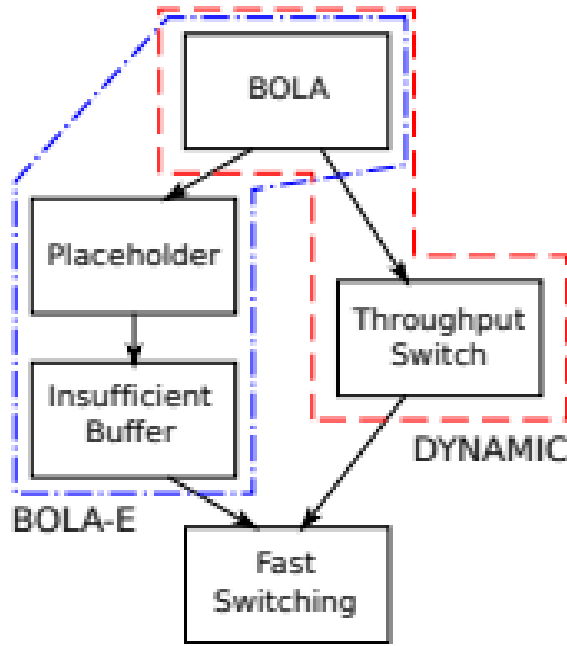 BOLA
Placeholder
Throughput
Switch
Insufficient
Buffer
DYNAMIC
BOLA-E
Fast
Switching